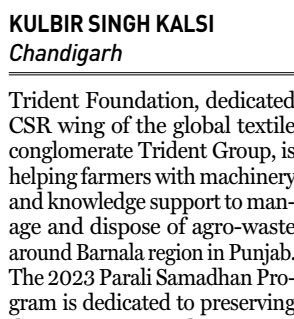 KULBIR SINGH KALSI
Chandigarh
Trident Foundation, dedicated
CSR wing of the global textile
conglomerate Trident Group, is
helping farmers with machinery
and knowledge support to man-
age and dispose of agro-waste
around Barnala region in Punjab.
The 2023 Parali Samadhan Pro-
gram is dedicated to preserving